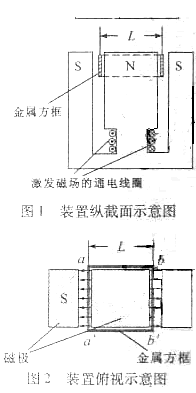 L
S N S
金属方框
激发磁场的通电线圈
图1 装置纵截面示意图
L
a b
S
a′ b′
磁极 金属方框
图2 装置俯视示意图